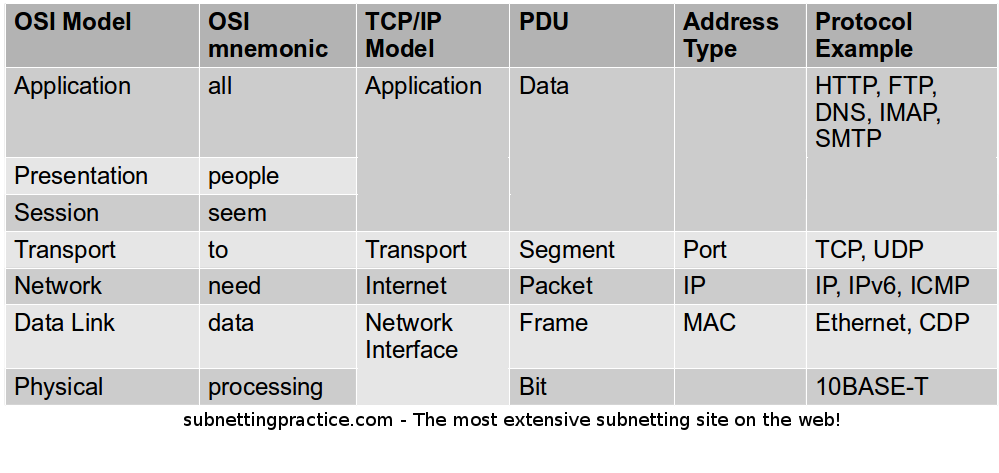 OSI Model OSI mnemonic TCP/IP Model PDU Address Type Protocol Example
Application all Application Data HTTP, FTP, DNS, IMAP, SMTP
Presentation people
Session seem
Transport to Transport Segment Port TCP, UDP
Network need Internet Packet IP IP, IPv6, ICMP
Data Link data Network Interface Frame MAC Ethernet, CDP
Physical processing Bit 10BASE-T
subnettingpractice.com - The most extensive subnetting site on the web!